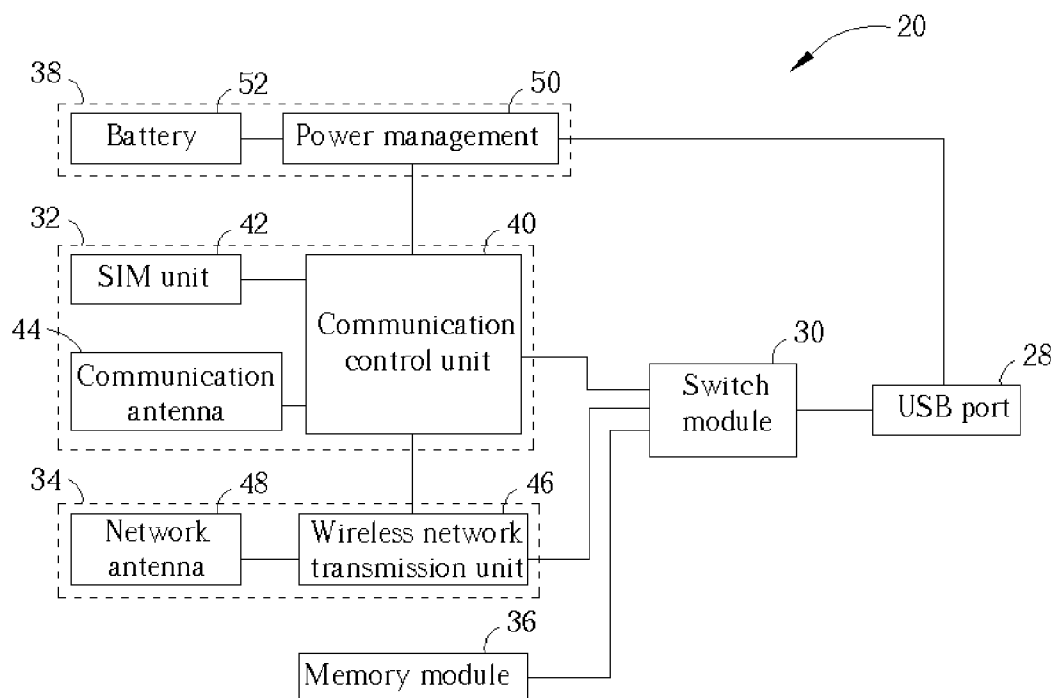 20
38
52
50
Battery
Power management
32
42
40
SIM unit
Communication
control unit
44
Communication
antenna
30
Switch
module
28
USB port
34
48
46
Network
antenna
Wireless network
transmission unit
36
Memory module